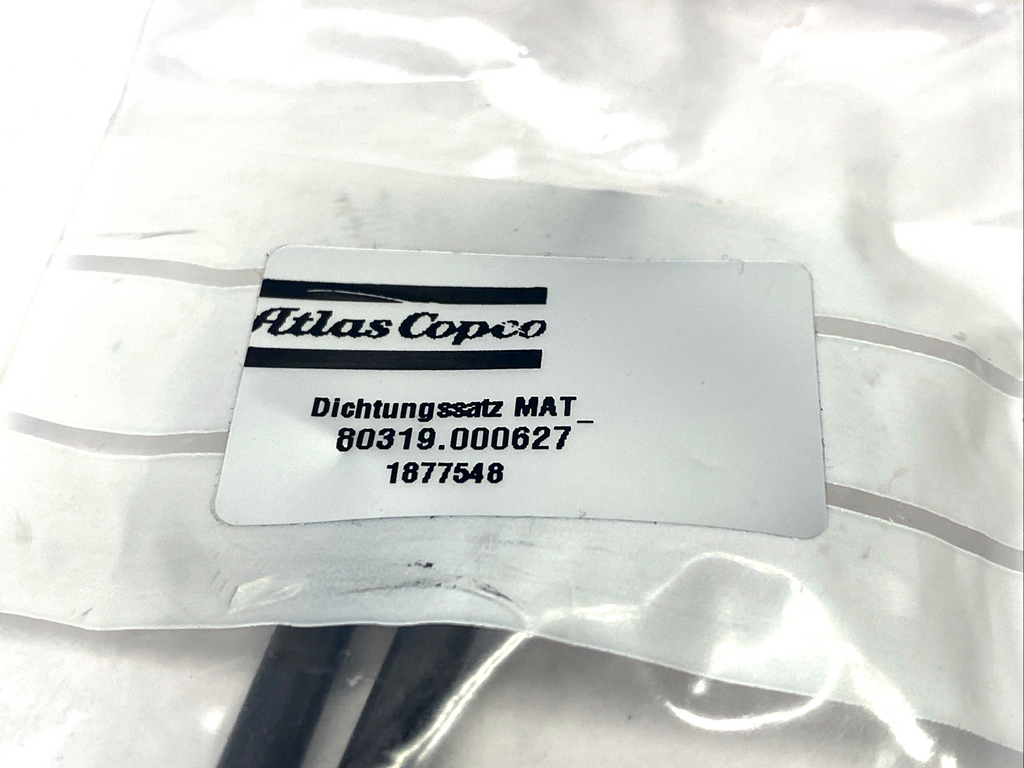 Atlas Copco
Dichtungssatz MAT_
80319.000627
1877548